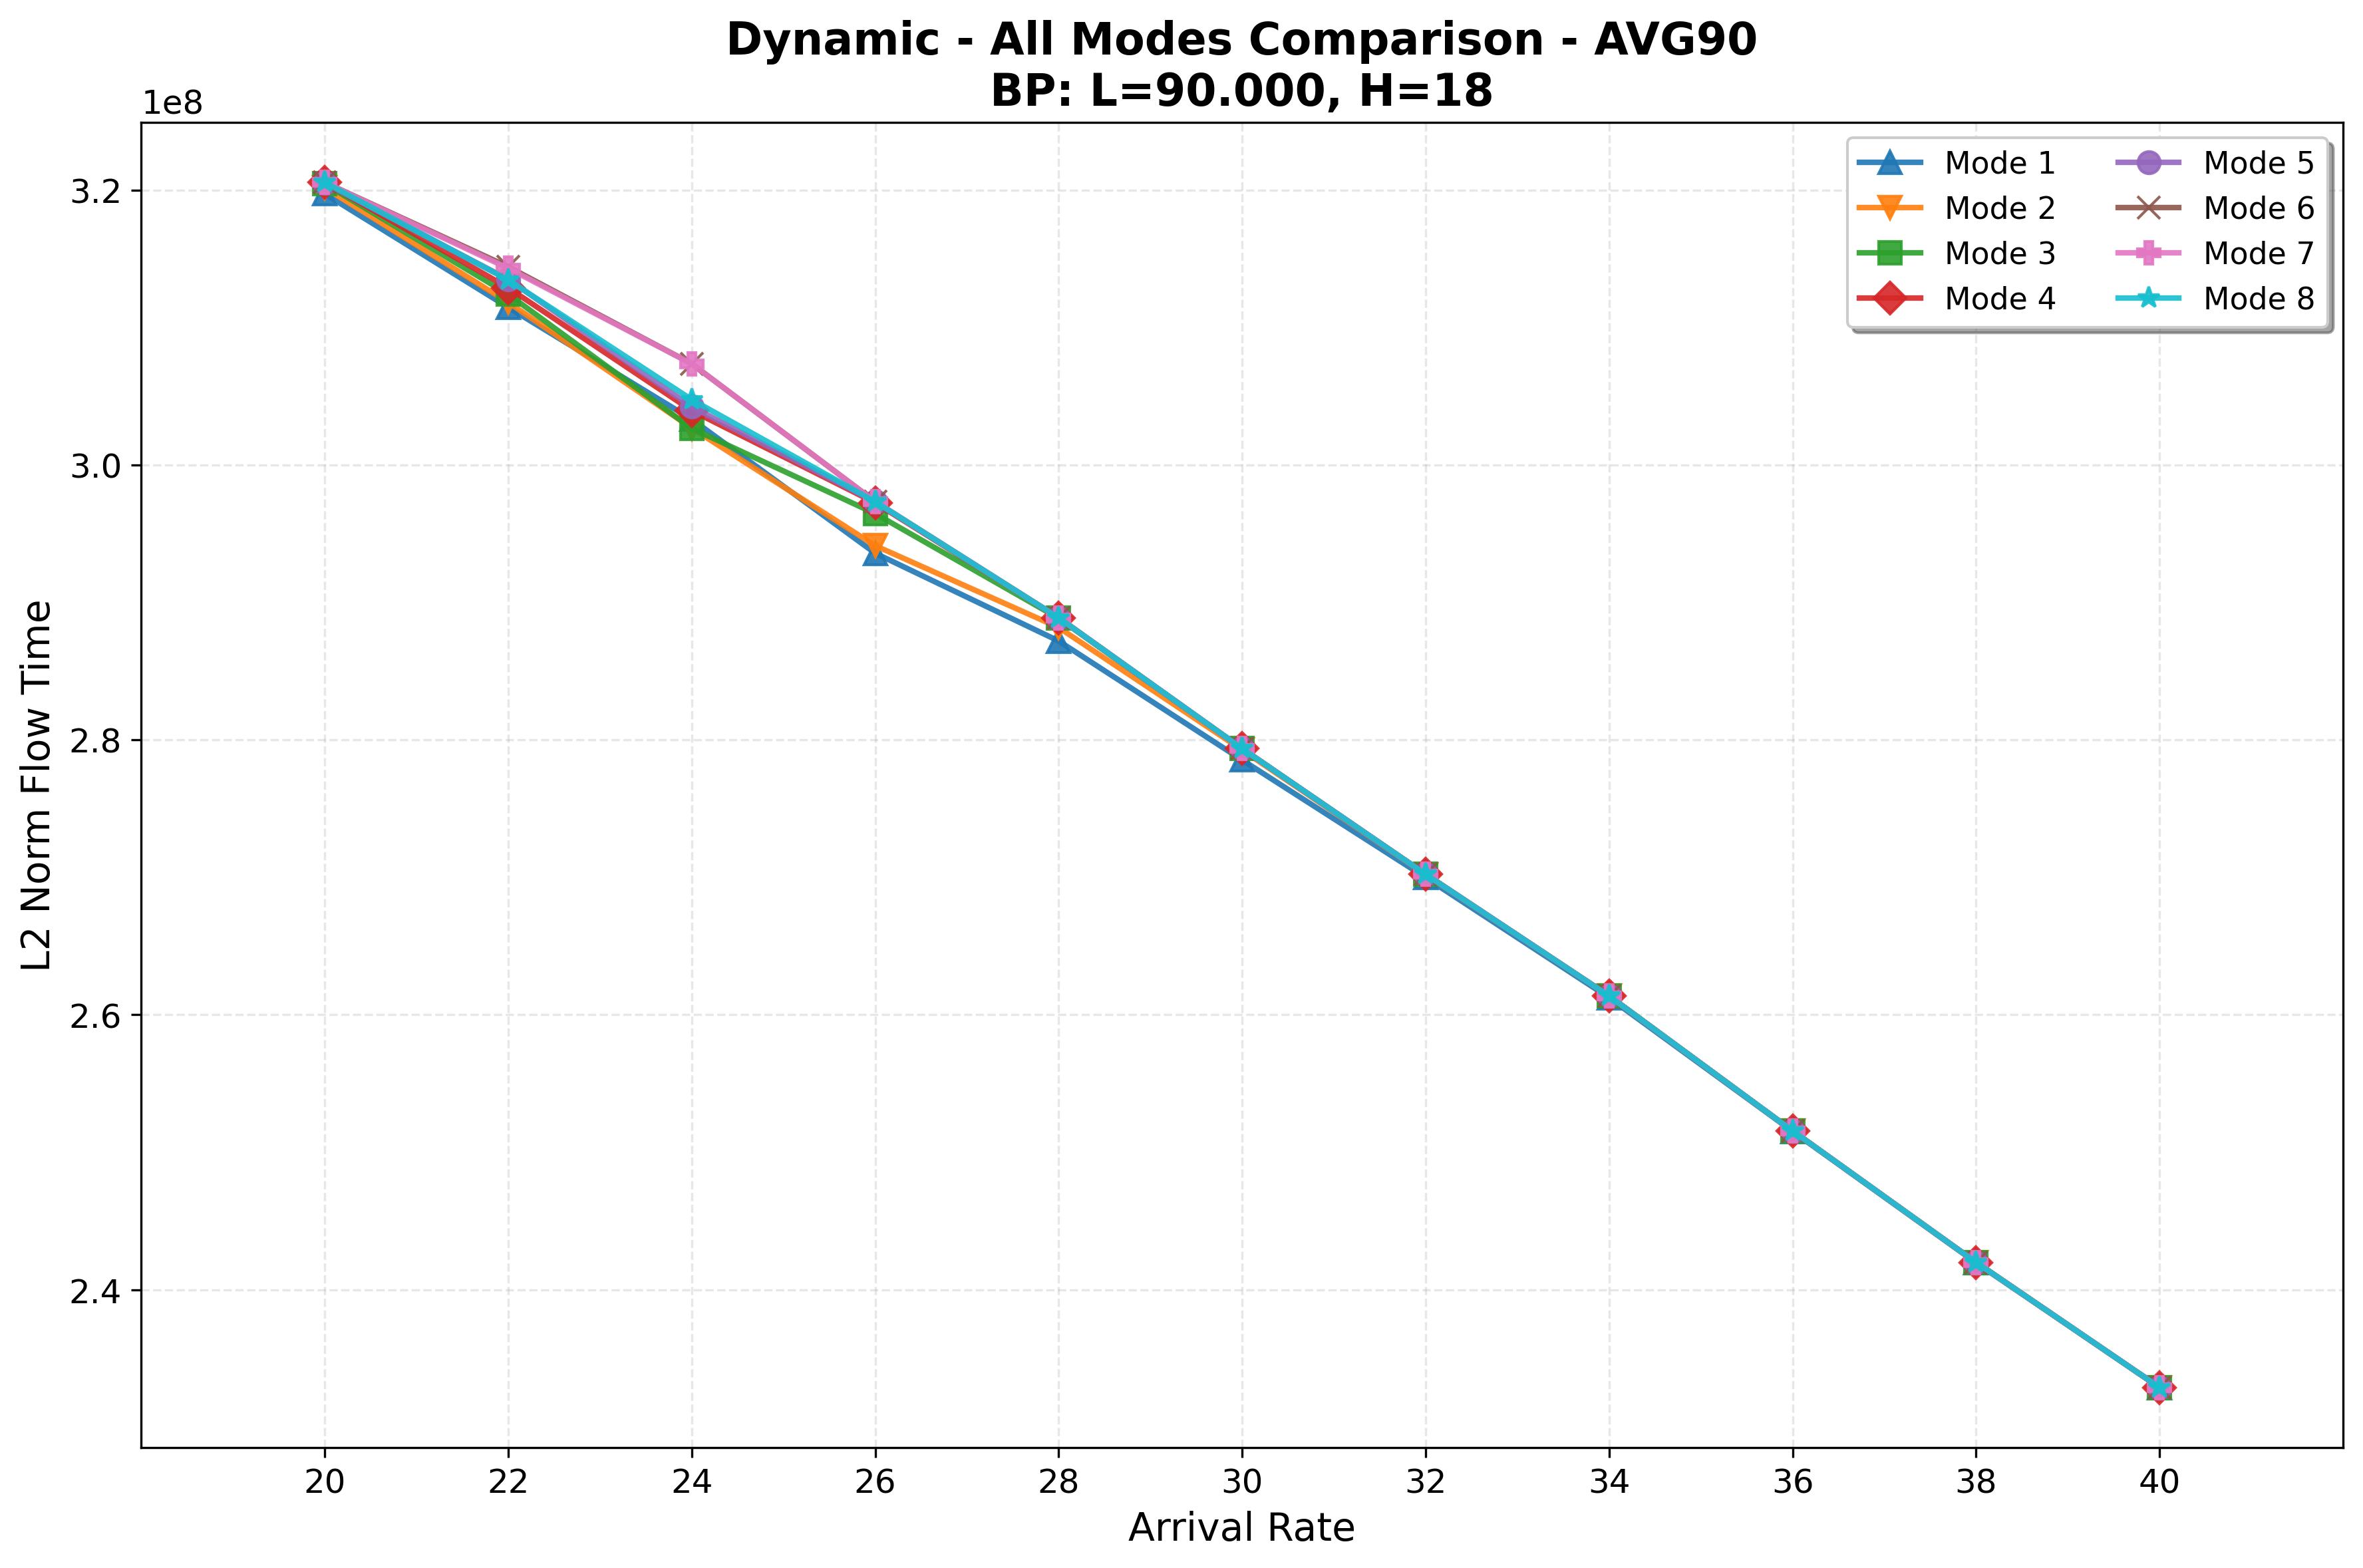 Dynamic - All Modes Comparison - AVG90
BP: L=90.000, H=18
1e8
3.2
3.0
2.8
2.6
2.4
L2 Norm Flow Time
Mode 1
Mode 2
Mode 3
Mode 4
Mode 5
Mode 6
Mode 7
Mode 8
20 22 24 26 28 30 32 34 36 38 40
Arrival Rate